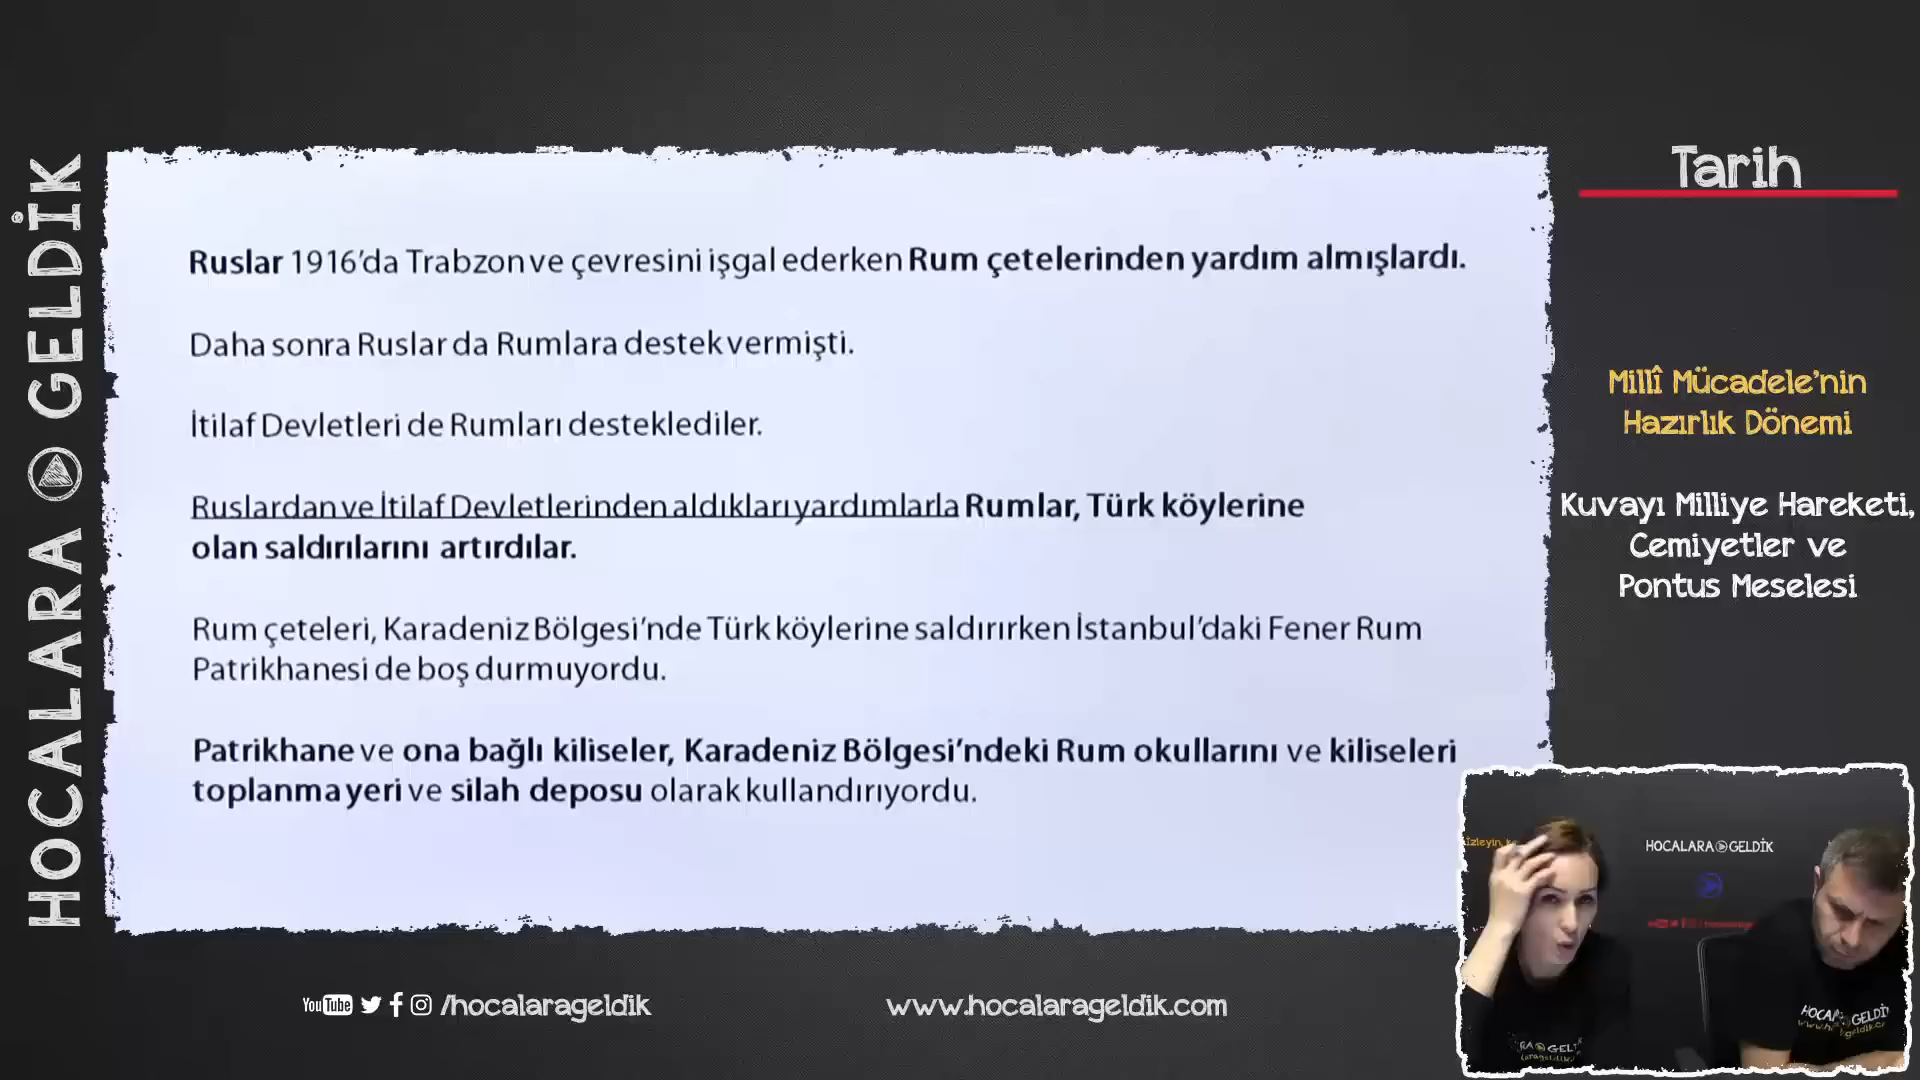 HOCALARA GELDİK
Tarih
Ruslar 1916'da Trabzon ve çevresini işgal ederken Rum çetelerinden yardım almışlardı.
Daha sonra Ruslar da Rumlara destek vermişti.
İtilaf Devletleri de Rumları desteklediler.
Ruslardan ve İtilaf Devletlerinden aldıkları yardımlarla Rumlar, Türk köylerine
olan saldırılarını artırdılar.
Rum çeteleri, Karadeniz Bölgesi'nde Türk köylerine saldırırken İstanbul'daki Fener Rum
Patrikhanesi de boş durmuyordu.
Patrikhane ve ona bağlı kiliseler, Karadeniz Bölgesi'ndeki Rum okullarını ve kiliseleri
toplanma yeri ve silah deposu olarak kullandırıyordu.
Millî Mücadele'nin
Hazırlık Dönemi
Kuvayı Milliye Hareketi,
Cemiyetler ve
Pontus Meselesi
HOCALARA GELDİK
YouTube /hocalarageldik
www.hocalarageldik.com